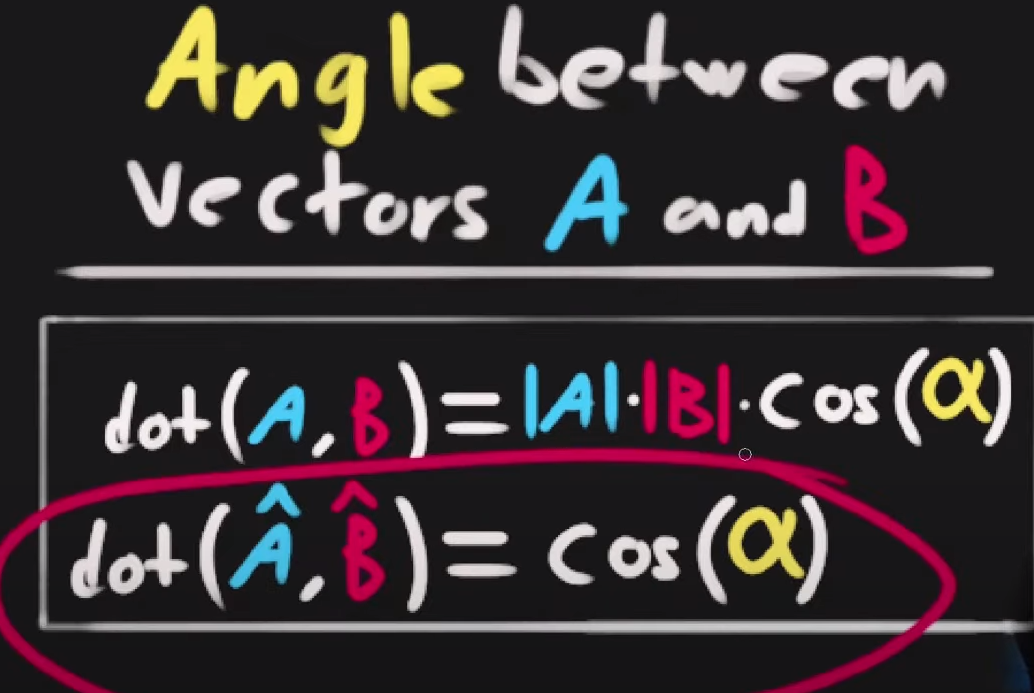 Angle between
vectors A and B
dot(A, B) = |A|·|B|·cos(α)
dot(Â, B̂) = cos(α)